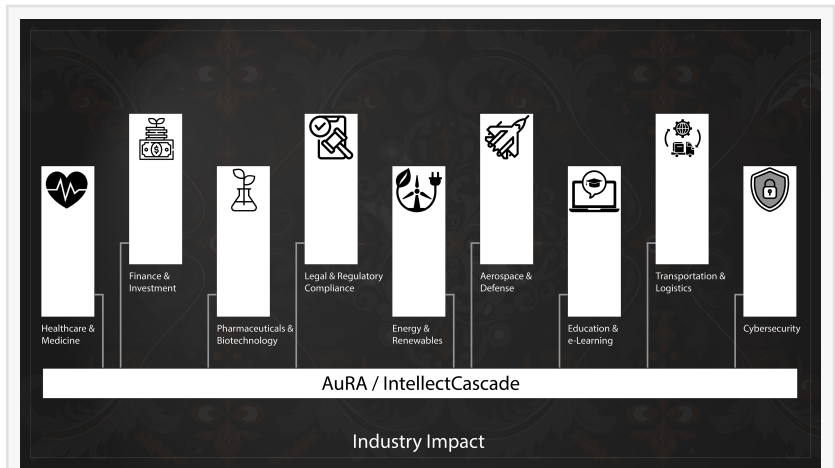 Finance &
Investment
Legal & Regulatory
Compliance
Aerospace &
Defense
Transportation &
Logistics
Healthcare &
Medicine
Pharmaceuticals &
Biotechnology
Energy &
Renewables
Education &
e-Learning
Cybersecurity
AuRA / IntellectCascade
Industry Impact